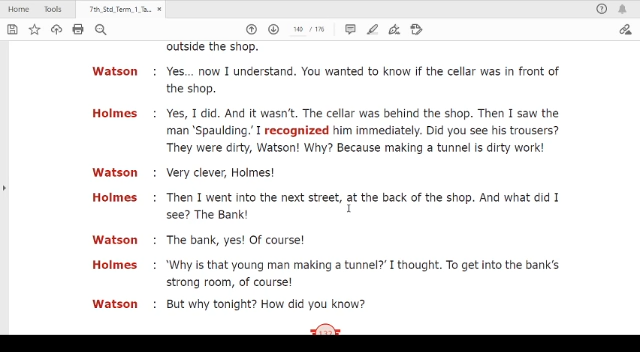 Home Tools 7th_Std_Term_1_Ta... ×
140 / 176
outside the shop.
Watson : Yes... now I understand. You wanted to know if the cellar was in front of
the shop.
Holmes : Yes, I did. And it wasn't. The cellar was behind the shop. Then I saw the
man 'Spaulding.' I recognized him immediately. Did you see his trousers?
They were dirty, Watson! Why? Because making a tunnel is dirty work!
Watson : Very clever, Holmes!
Holmes : Then I went into the next street, at the back of the shop. And what did I
see? The Bank!
Watson : The bank, yes! Of course!
Holmes : 'Why is that young man making a tunnel?' I thought. To get into the bank's
strong room, of course!
Watson : But why tonight? How did you know?